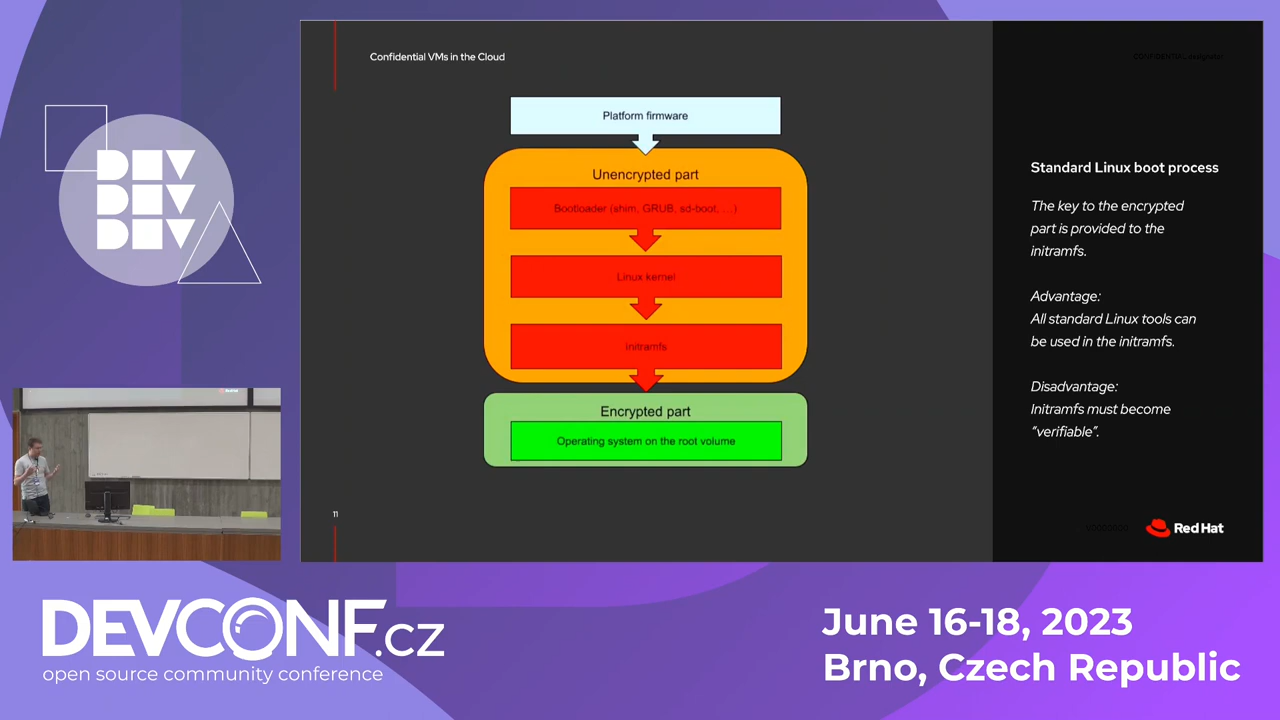 Confidential VMs in the Cloud
Platform firmware
Unencrypted part
Bootloader (shim, GRUB, sd-boot, …)
Linux kernel
Initramfs
Encrypted part
Operating system on the root volume
11
Standard Linux boot process
The key to the encrypted
part is provided to the
initramfs.
Advantage:
All standard Linux tools can
be used in the initramfs.
Disadvantage:
Initramfs must become
“verifiable”.
Red Hat
DEV
DEV
DEV
DEVCONF.cz
open source community conference
June 16-18, 2023
Brno, Czech Republic